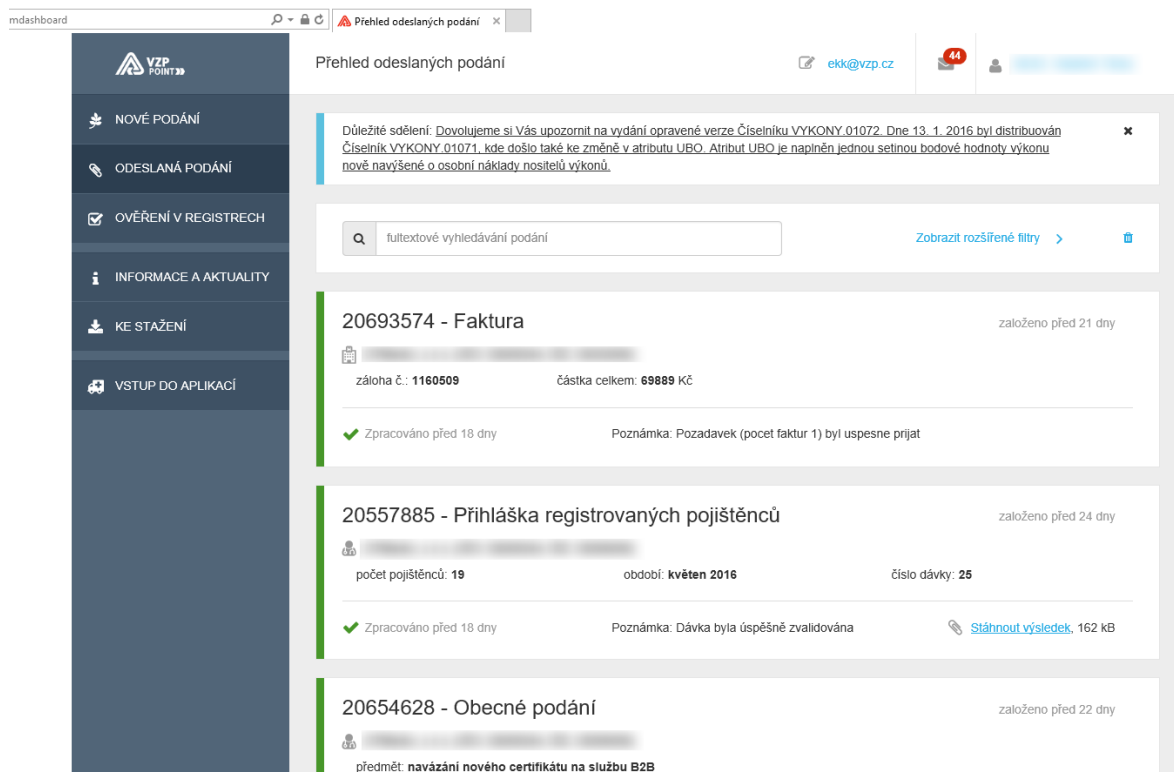 mdashboard
Přehled odeslaných podání
VZP
POINT
Přehled odeslaných podání
ekk@vzp.cz
44
NOVÉ PODÁNÍ
ODESLANÁ PODÁNÍ
OVĚŘENÍ V REGISTRECH
INFORMACE A AKTUALITY
KE STAŽENÍ
VSTUP DO APLIKACÍ
Důležité sdělení: Dovolujeme si Vás upozornit na vydání opravené verze Číselníku VYKONY.01072. Dne 13. 1. 2016 byl distribuován
Číselník VYKONY.01071, kde došlo také ke změně v atributu UBO. Atribut UBO je naplněn jednou setinou bodové hodnoty výkonu
nově navýšené o osobní náklady nositelů výkonů.
fultextové vyhledávání podání
Zobrazit rozšířené filtry
20693574 - Faktura
založeno před 21 dny
záloha č.: 1160509 částka celkem: 69889 Kč
Zpracováno před 18 dny Poznámka: Pozadavek (pocet faktur 1) byl uspesne prijat
20557885 - Přihláška registrovaných pojištěnců
založeno před 24 dny
počet pojištěnců: 19 období: květen 2016 číslo dávky: 25
Zpracováno před 18 dny Poznámka: Dávka byla úspěšně zvalidována Stáhnout výsledek, 162 kB
20654628 - Obecné podání
založeno před 22 dny
předmět: navázání nového certifikátu na službu B2B